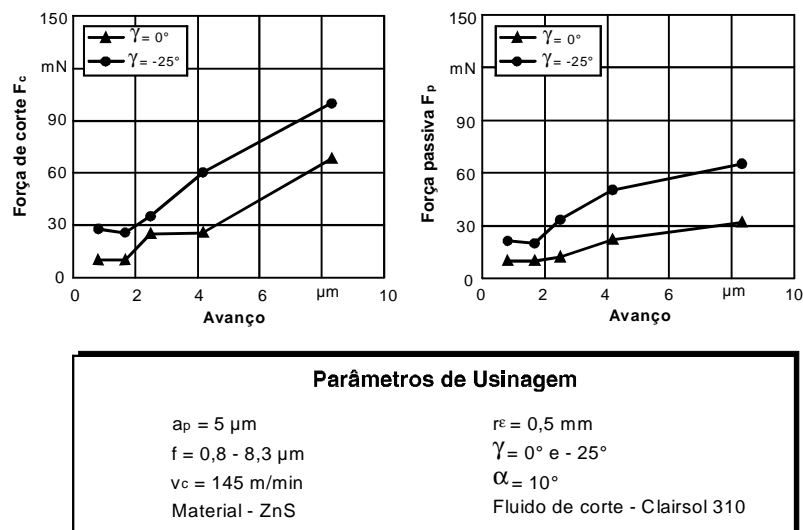 150
mN
90
60
30
0
Força de corte Fc
γ = 0°
γ = -25°
0 2 4 6 µm 10
Avanço
150
mN
90
60
30
0
Força passiva Fp
γ = 0°
γ = -25°
0 2 4 6 µm 10
Avanço
Parâmetros de Usinagem
ap = 5 µm
f = 0,8 - 8,3 µm
vc = 145 m/min
Material - ZnS
rε = 0,5 mm
γ = 0° e - 25°
α = 10°
Fluido de corte - Clairsol 310